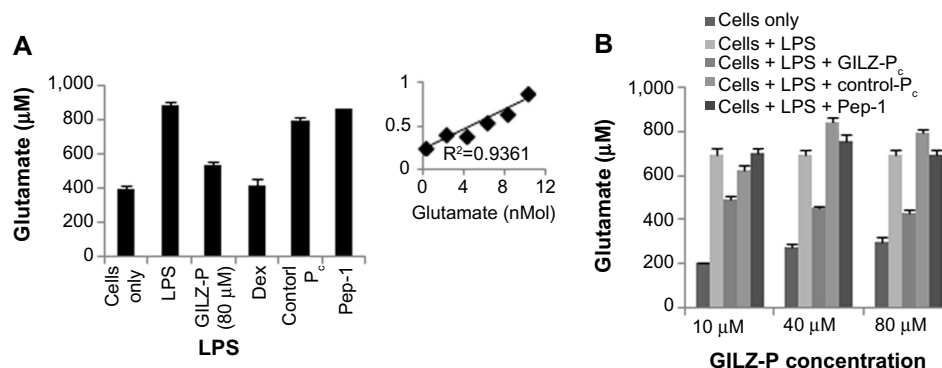 A
Glutamate (μM)
1,000
800
600
400
200
0
Cells only
LPS
GILZ-P (80 μM)
Dex
Contorl Pc
Pep-1
LPS
1
0.5
0
R²=0.9361
0 4 8 12
Glutamate (nMol)
B
Cells only
Cells + LPS
Cells + LPS + GILZ-Pc
Cells + LPS + control-Pc
Cells + LPS + Pep-1
Glutamate (μM)
1,000
800
600
400
200
0
10 μM 40 μM 80 μM
GILZ-P concentration